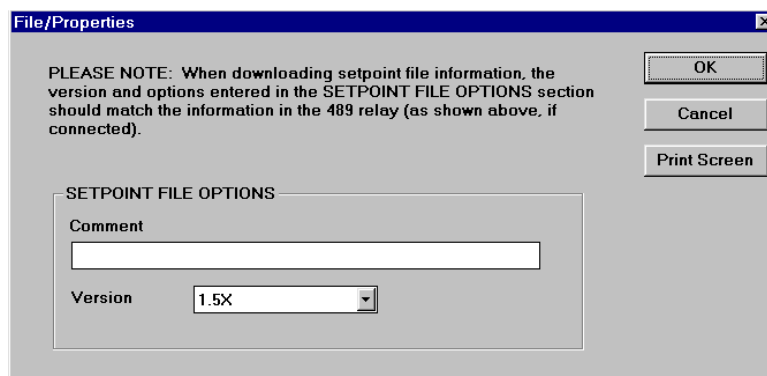 File/Properties
PLEASE NOTE: When downloading setpoint file information, the
version and options entered in the SETPOINT FILE OPTIONS section
should match the information in the 489 relay (as shown above, if
connected).
OK
Cancel
Print Screen
SETPOINT FILE OPTIONS
Comment
Version
1.5X